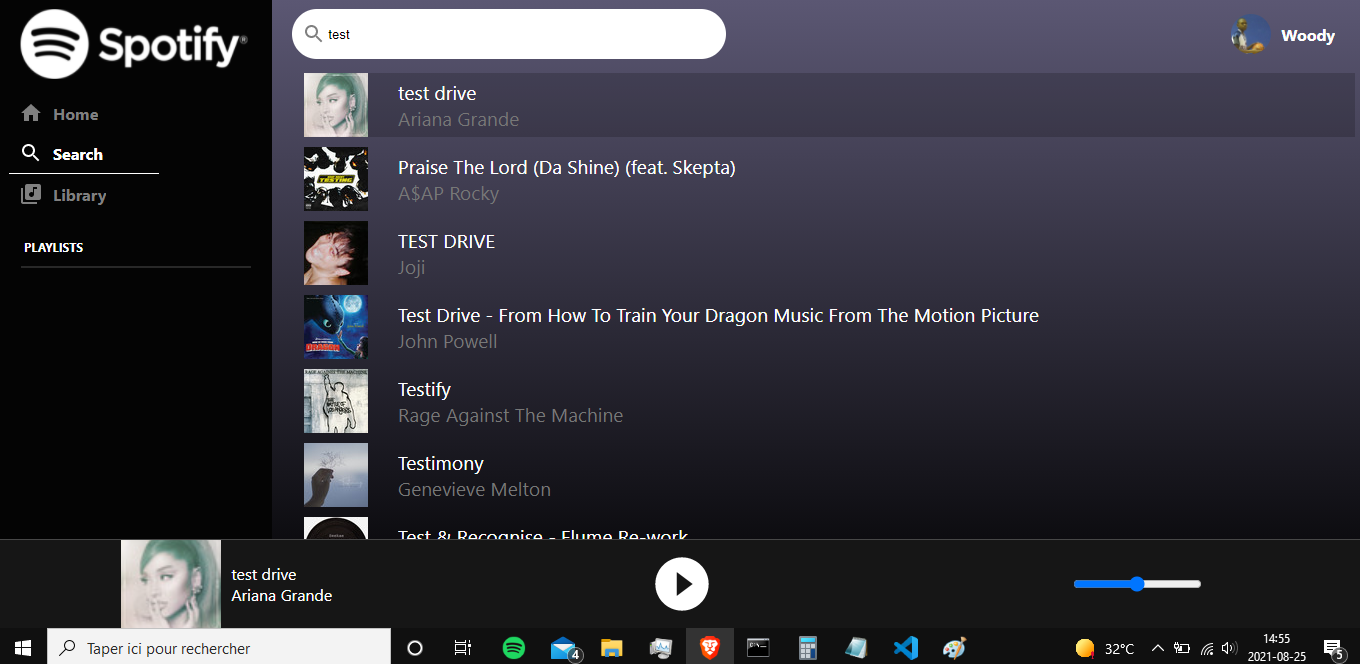 Spotify®
Home
Search
Library
PLAYLISTS
test
Woody
test drive
Ariana Grande
Praise The Lord (Da Shine) (feat. Skepta)
A$AP Rocky
TEST DRIVE
Joji
Test Drive - From How To Train Your Dragon Music From The Motion Picture
John Powell
Testify
Rage Against The Machine
Testimony
Genevieve Melton
Test & Recognise - Flume Re-work
test drive
Ariana Grande
Taper ici pour rechercher
4
32°C
14:55
2021-08-25
5